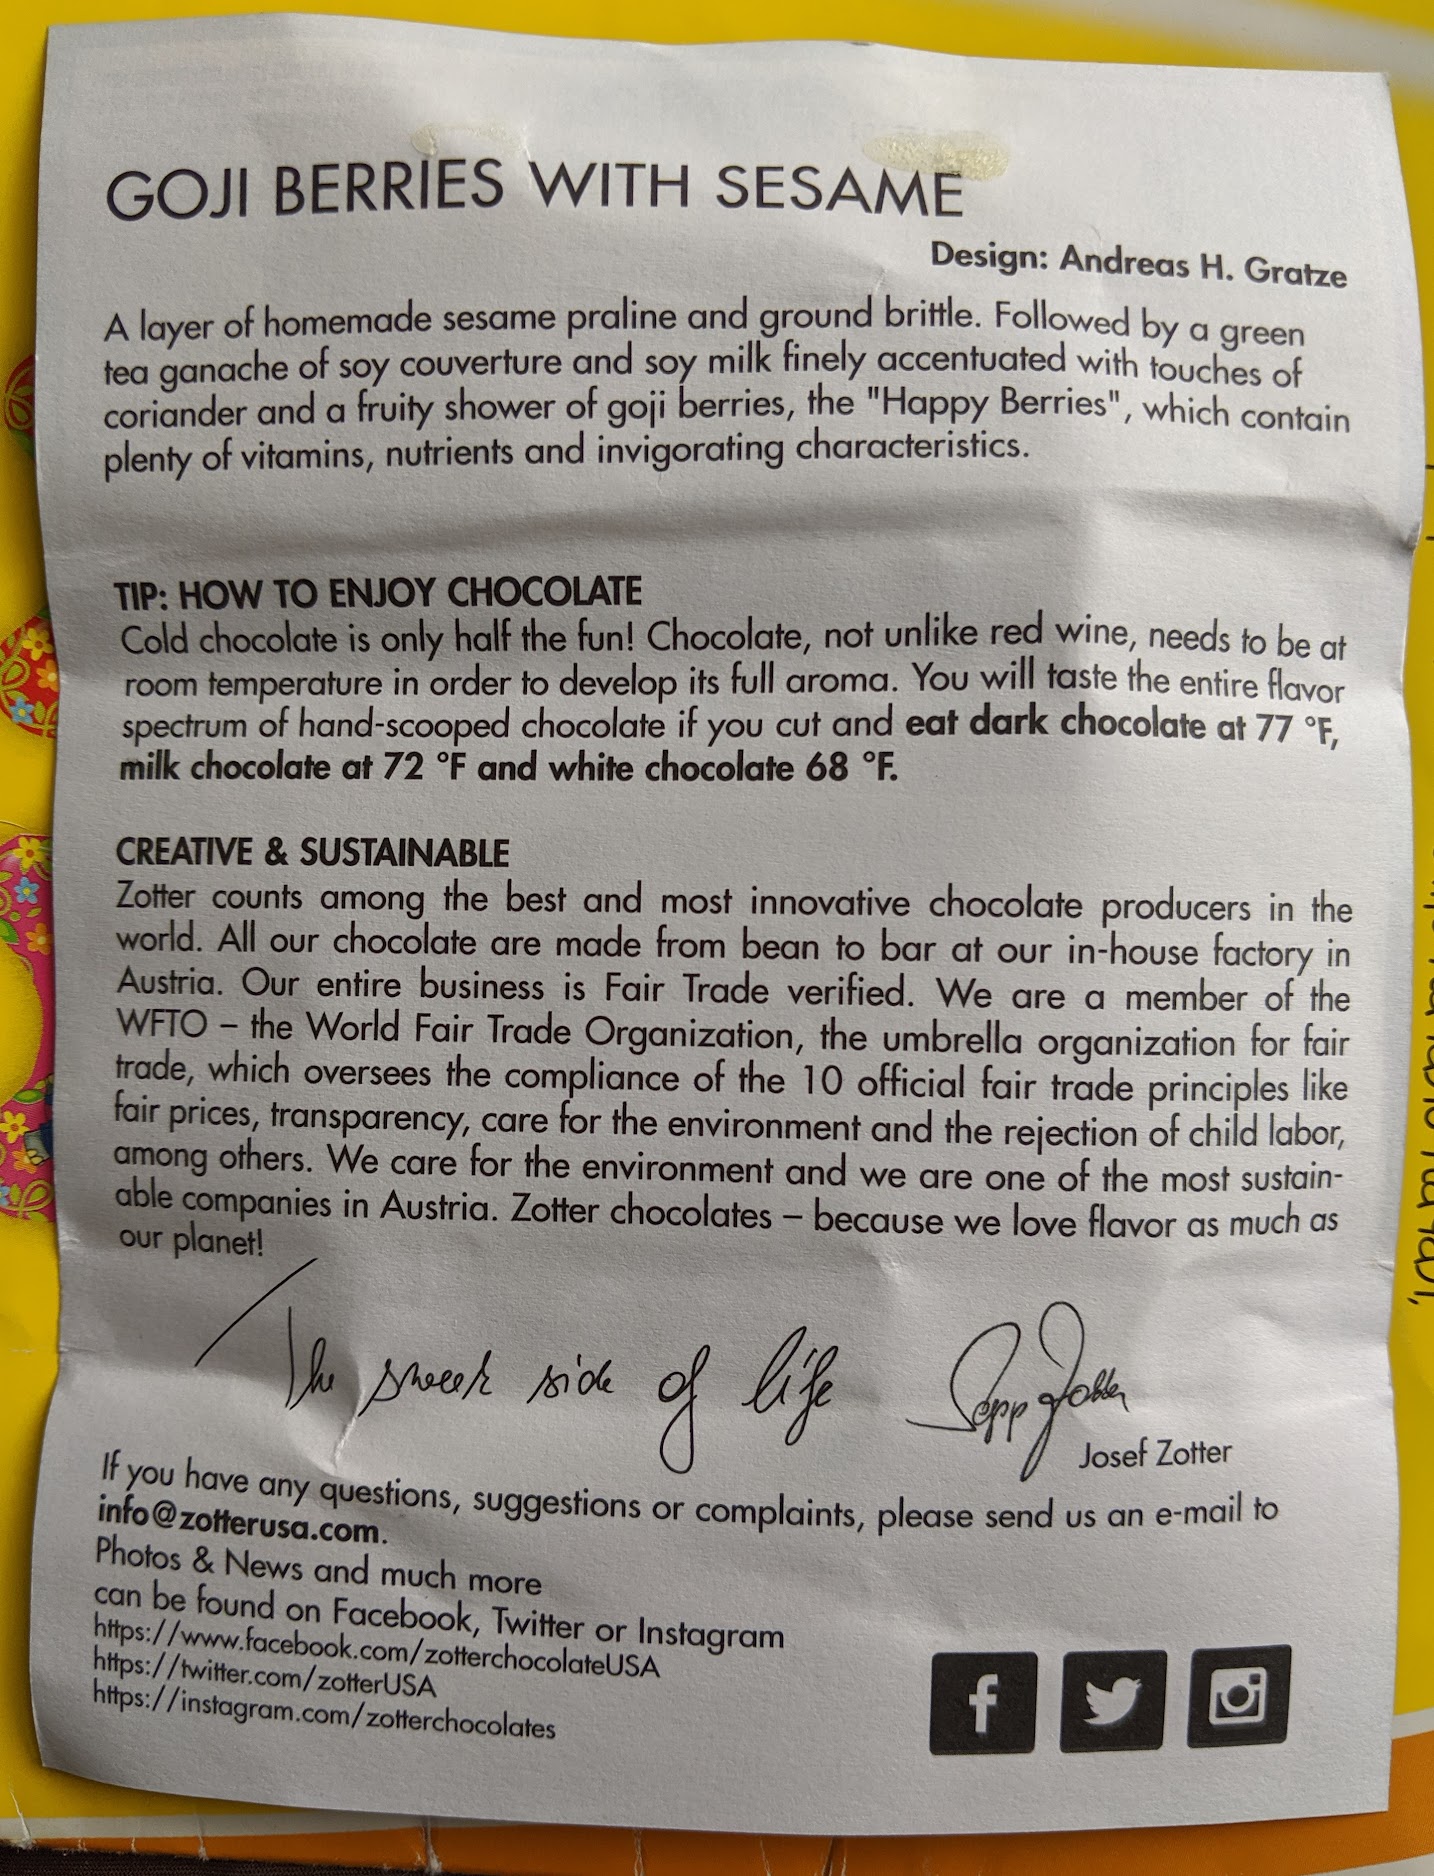 GOJI BERRIES WITH SESAME
Design: Andreas H. Gratze
A layer of homemade sesame praline and ground brittle. Followed by a green
tea ganache of soy couverture and soy milk finely accentuated with touches of
coriander and a fruity shower of goji berries, the "Happy Berries", which contain
plenty of vitamins, nutrients and invigorating characteristics.
TIP: HOW TO ENJOY CHOCOLATE
Cold chocolate is only half the fun! Chocolate, not unlike red wine, needs to be at
room temperature in order to develop its full aroma. You will taste the entire flavor
spectrum of hand-scooped chocolate if you cut and eat dark chocolate at 77 °F,
milk chocolate at 72 °F and white chocolate 68 °F.
CREATIVE & SUSTAINABLE
Zotter counts among the best and most innovative chocolate producers in the
world. All our chocolate are made from bean to bar at our in-house factory in
Austria. Our entire business is Fair Trade verified. We are a member of the
WFTO – the World Fair Trade Organization, the umbrella organization for fair
trade, which oversees the compliance of the 10 official fair trade principles like
fair prices, transparency, care for the environment and the rejection of child labor,
among others. We care for the environment and we are one of the most sustain-
able companies in Austria. Zotter chocolates – because we love flavor as much as
our planet!
The sweet side of life Sepp Zotter
Josef Zotter
If you have any questions, suggestions or complaints, please send us an e-mail to
info@zotterusa.com.
Photos & News and much more
can be found on Facebook, Twitter or Instagram
https://www.facebook.com/zotterchocolateUSA
https://twitter.com/zotterUSA
https://instagram.com/zotterchocolates